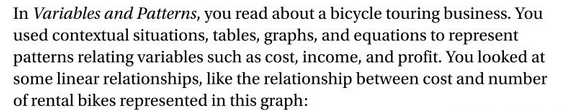 In Variables and Patterns, you read about a bicycle touring business. You
used contextual situations, tables, graphs, and equations to represent
patterns relating variables such as cost, income, and profit. You looked at
some linear relationships, like the relationship between cost and number
of rental bikes represented in this graph: